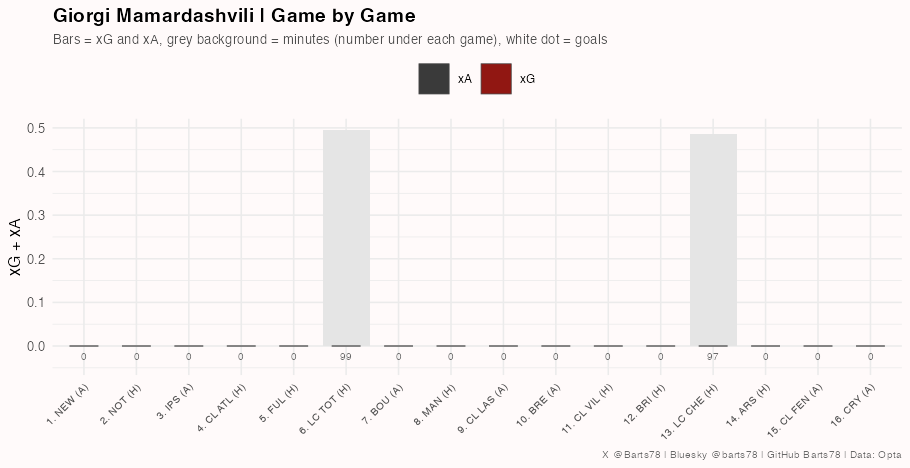 Giorgi Mamardashvili | Game by Game
Bars = xG and xA, grey background = minutes (number under each game), white dot = goals
xA
xG
xG + xA
0.5
0.4
0.3
0.2
0.1
0.0
0 0 0 0 0 99 0 0 0 0 0 0 97 0 0 0
1. NEW (A)
2. NOT (H)
3. IPS (A)
4. CL ATL (H)
5. FUL (H)
6. LC TOT (H)
7. BOU (A)
8. MAN (H)
9. CL LAS (A)
10. BRE (A)
11. CL VIL (H)
12. BRI (H)
13. LC CHE (H)
14. ARS (H)
15. CL FEN (A)
16. CRY (A)
X @Barts78 | Bluesky @barts78 | GitHub Barts78 | Data: Opta